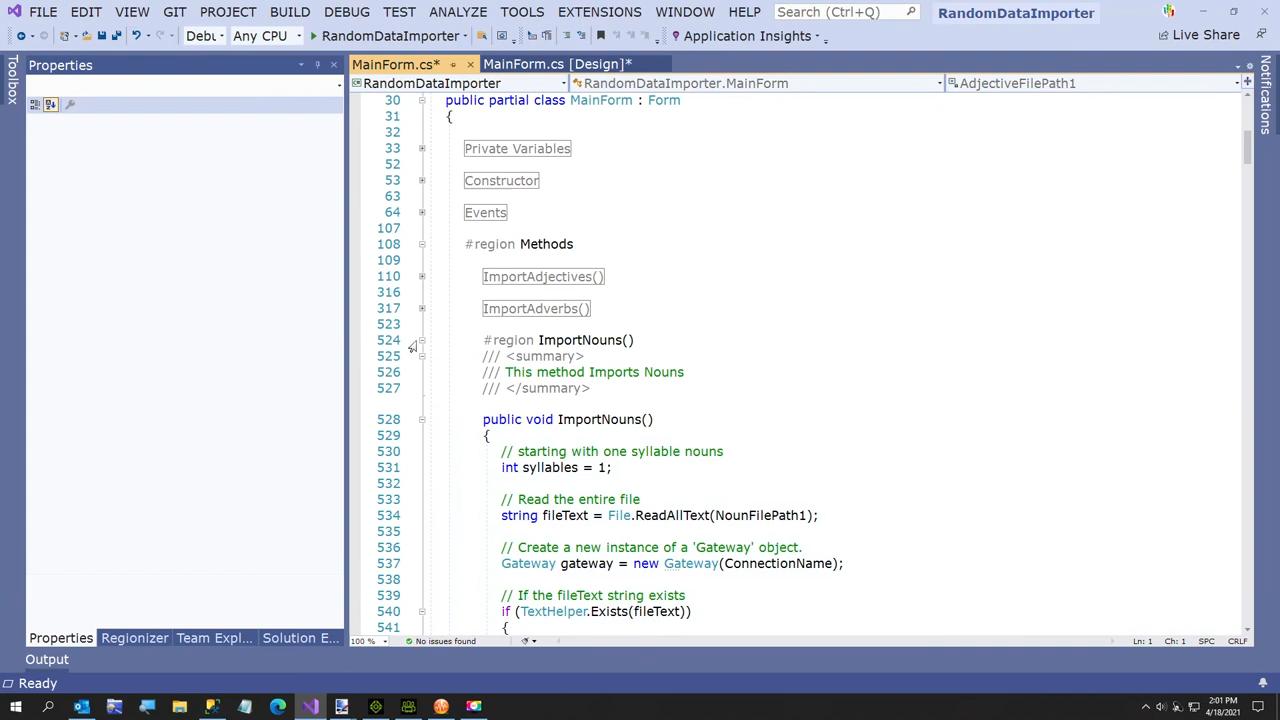 FILE EDIT VIEW GIT PROJECT BUILD DEBUG TEST ANALYZE TOOLS EXTENSIONS WINDOW HELP Search (Ctrl+Q) RandomDataImporter
Debu Any CPU RandomDataImporter Application Insights Live Share
Toolbox
Properties
MainForm.cs* MainForm.cs [Design]*
RandomDataImporter RandomDataImporter.MainForm AdjectiveFilePath1
Notifications
30 public partial class MainForm : Form
31 {
32
33 Private Variables
52
53 Constructor
63
64 Events
107
108 #region Methods
109
110 ImportAdjectives()
316
317 ImportAdverbs()
523
524 #region ImportNouns()
525 /// <summary>
526 /// This method Imports Nouns
527 /// </summary>
528 public void ImportNouns()
529 {
530 // starting with one syllable nouns
531 int syllables = 1;
532
533 // Read the entire file
534 string fileText = File.ReadAllText(NounFilePath1);
535
536 // Create a new instance of a 'Gateway' object.
537 Gateway gateway = new Gateway(ConnectionName);
538
539 // If the fileText string exists
540 if (TextHelper.Exists(fileText))
541 {
Properties Regionizer Team Expl... Solution E...
100 % No issues found Ln: 1 Ch: 1 SPC CRLF
Output
Ready
2:01 PM
4/18/2021